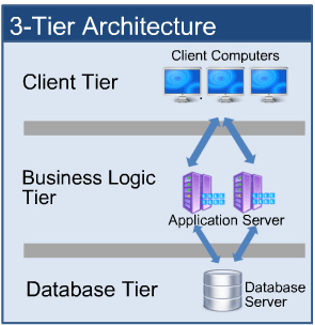 3-Tier Architecture
Client Computers
Client Tier
Business Logic
Tier
Application Server
Database Tier
Database
Server